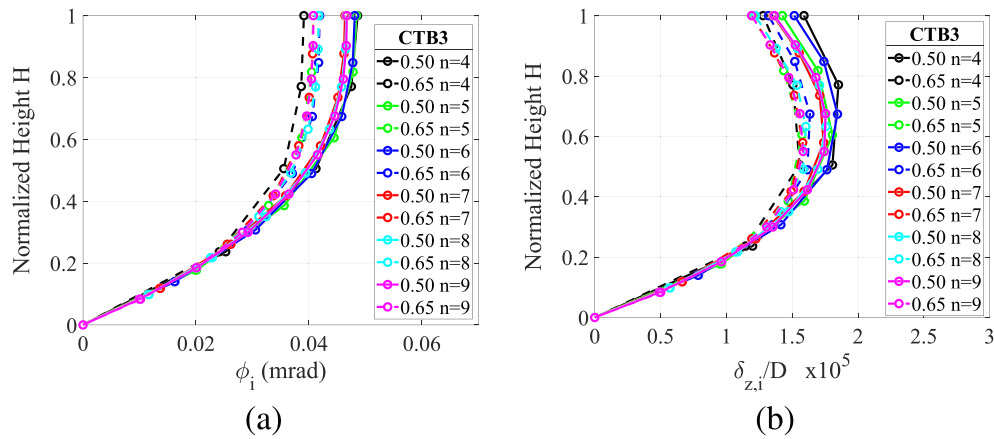 1
0.8
0.6
0.4
0.2
0
0
0.02
0.04
0.06
Normalized Height H
ϕi (mrad)
CTB3
0.50 n=4
0.65 n=4
0.50 n=5
0.65 n=5
0.50 n=6
0.65 n=6
0.50 n=7
0.65 n=7
0.50 n=8
0.65 n=8
0.50 n=9
0.65 n=9
(a)
1
0.8
0.6
0.4
0.2
0
0
0.5
1
1.5
2
2.5
3
Normalized Height H
δz,i/D x10^5
CTB3
0.50 n=4
0.65 n=4
0.50 n=5
0.65 n=5
0.50 n=6
0.65 n=6
0.50 n=7
0.65 n=7
0.50 n=8
0.65 n=8
0.50 n=9
0.65 n=9
(b)